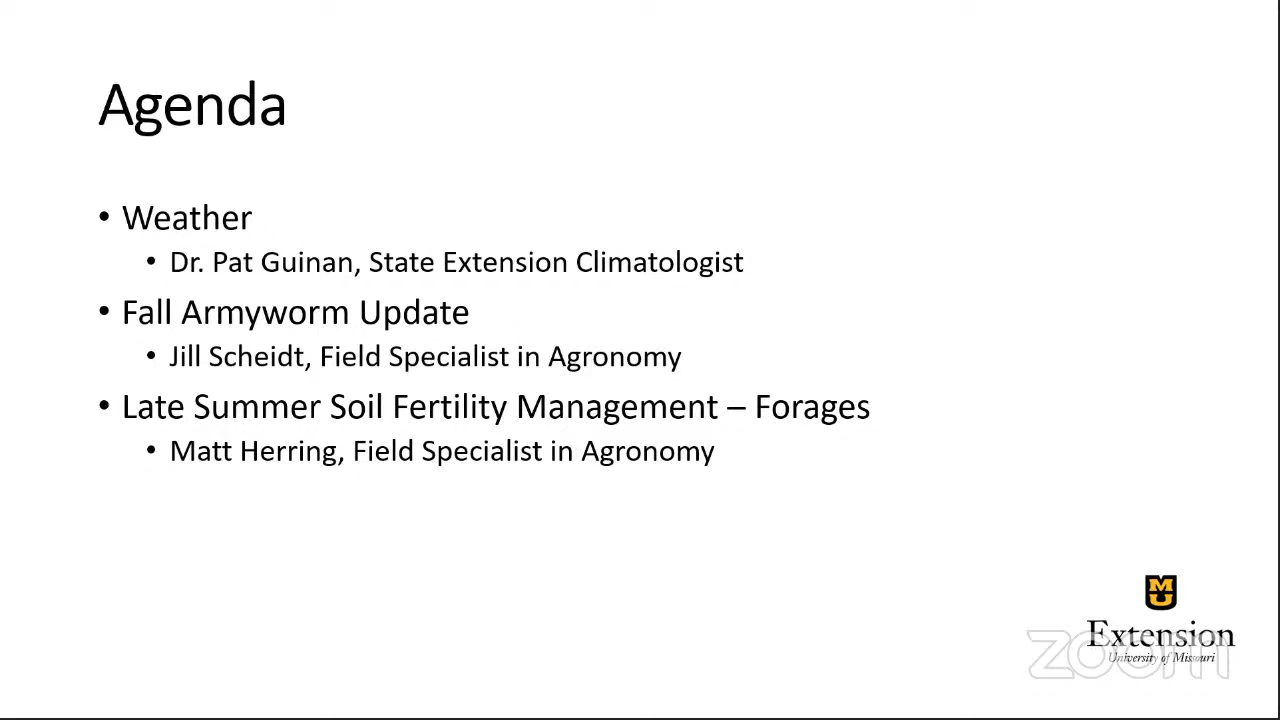 Agenda
• Weather
• Dr. Pat Guinan, State Extension Climatologist
• Fall Armyworm Update
• Jill Scheidt, Field Specialist in Agronomy
• Late Summer Soil Fertility Management – Forages
• Matt Herring, Field Specialist in Agronomy
MU
Extension
University of Missouri
zoom